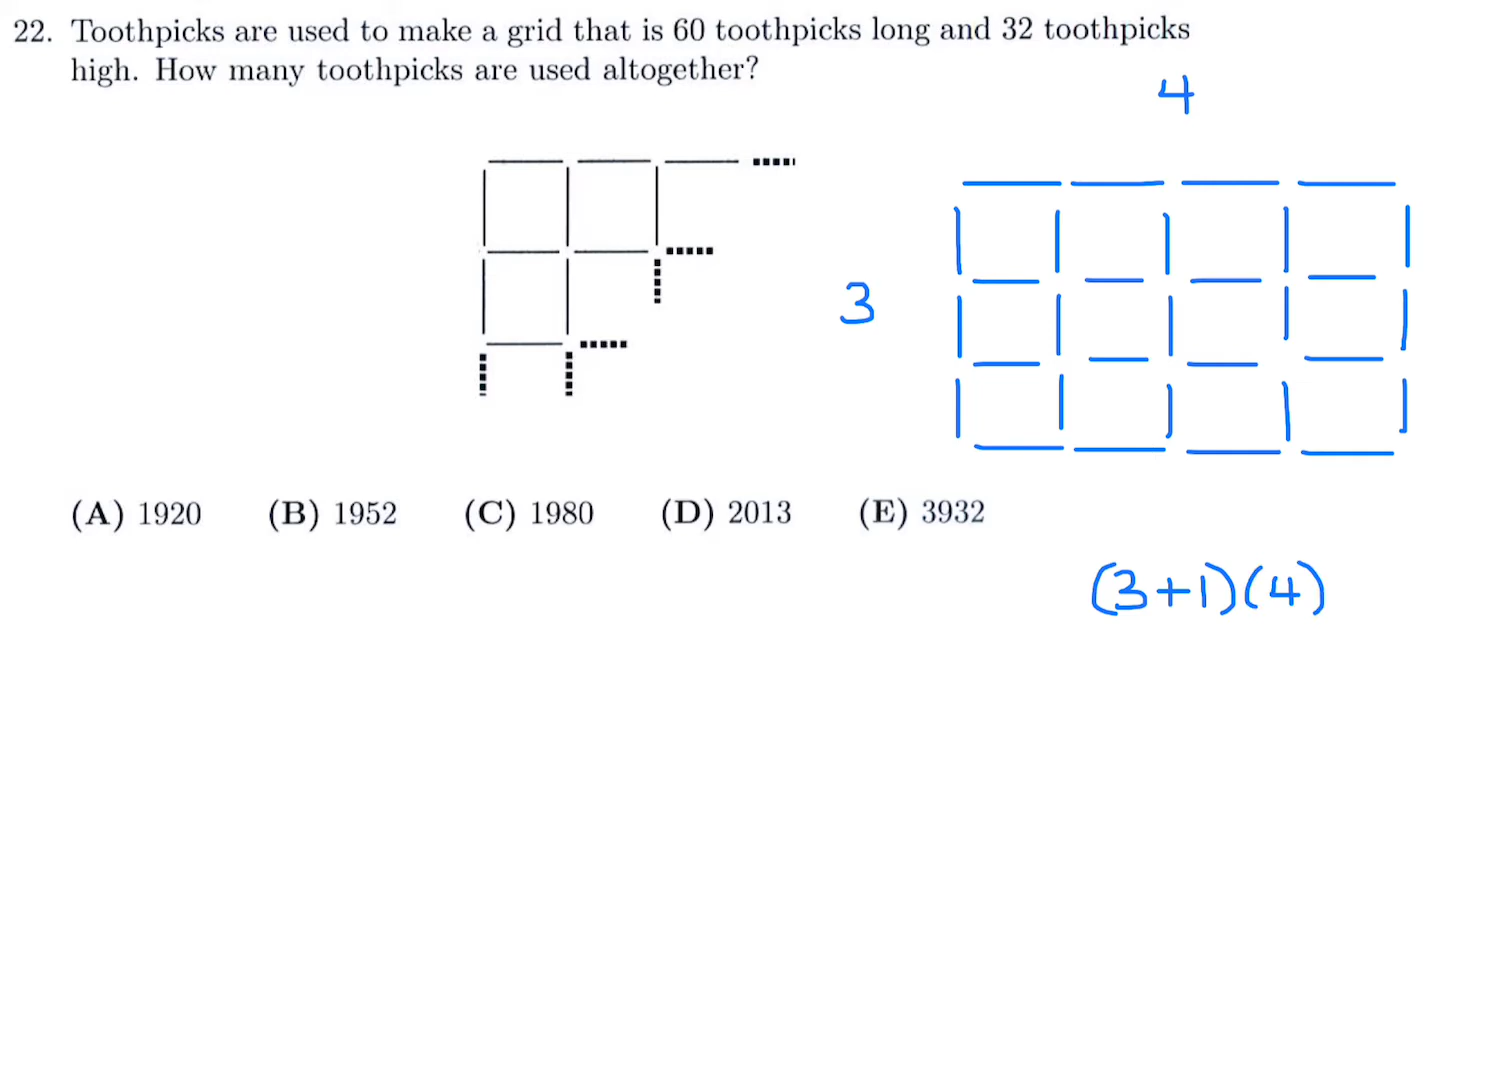 22. Toothpicks are used to make a grid that is 60 toothpicks long and 32 toothpicks
high. How many toothpicks are used altogether?
4
3
(A) 1920 (B) 1952 (C) 1980 (D) 2013 (E) 3932
(3+1)(4)